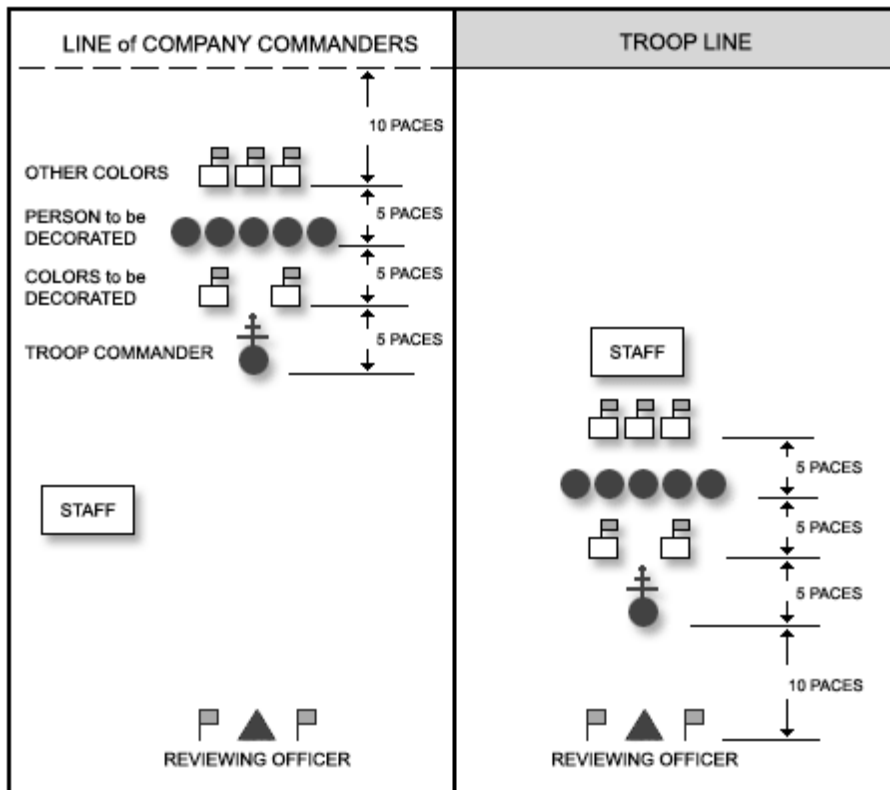 LINE of COMPANY COMMANDERS
10 PACES
OTHER COLORS
5 PACES
PERSON to be
DECORATED
5 PACES
COLORS to be
DECORATED
5 PACES
TROOP COMMANDER
STAFF
REVIEWING OFFICER
TROOP LINE
STAFF
5 PACES
5 PACES
5 PACES
10 PACES
REVIEWING OFFICER